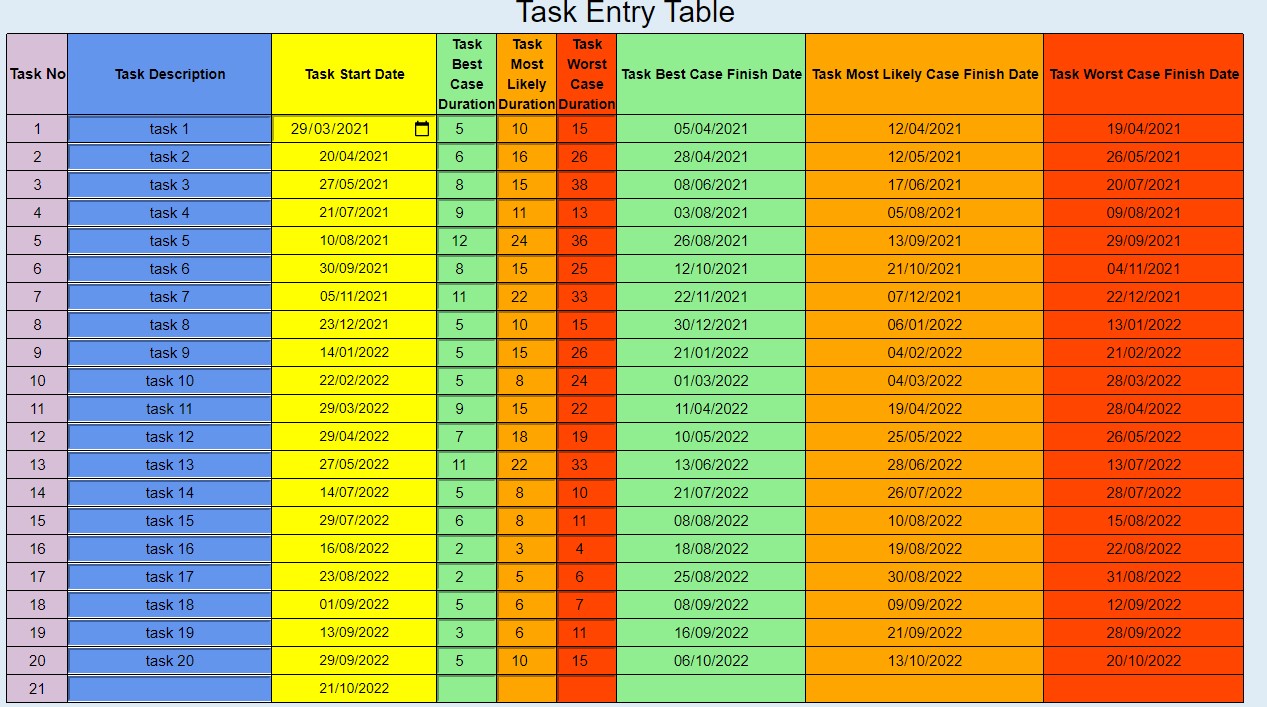 Task Entry Table
Task No Task Description Task Start Date Task Best Case Duration Task Most Likely Duration Task Worst Case Duration Task Best Case Finish Date Task Most Likely Case Finish Date Task Worst Case Finish Date
1 task 1 29/03/2021 5 10 15 05/04/2021 12/04/2021 19/04/2021
2 task 2 20/04/2021 6 16 26 28/04/2021 12/05/2021 26/05/2021
3 task 3 27/05/2021 8 15 38 08/06/2021 17/06/2021 20/07/2021
4 task 4 21/07/2021 9 11 13 03/08/2021 05/08/2021 09/08/2021
5 task 5 10/08/2021 12 24 36 26/08/2021 13/09/2021 29/09/2021
6 task 6 30/09/2021 8 15 25 12/10/2021 21/10/2021 04/11/2021
7 task 7 05/11/2021 11 22 33 22/11/2021 07/12/2021 22/12/2021
8 task 8 23/12/2021 5 10 15 30/12/2021 06/01/2022 13/01/2022
9 task 9 14/01/2022 5 15 26 21/01/2022 04/02/2022 21/02/2022
10 task 10 22/02/2022 5 8 24 01/03/2022 04/03/2022 28/03/2022
11 task 11 29/03/2022 9 15 22 11/04/2022 19/04/2022 28/04/2022
12 task 12 29/04/2022 7 18 19 10/05/2022 25/05/2022 26/05/2022
13 task 13 27/05/2022 11 22 33 13/06/2022 28/06/2022 13/07/2022
14 task 14 14/07/2022 5 8 10 21/07/2022 26/07/2022 28/07/2022
15 task 15 29/07/2022 6 8 11 08/08/2022 10/08/2022 15/08/2022
16 task 16 16/08/2022 2 3 4 18/08/2022 19/08/2022 22/08/2022
17 task 17 23/08/2022 2 5 6 25/08/2022 30/08/2022 31/08/2022
18 task 18 01/09/2022 5 6 7 08/09/2022 09/09/2022 12/09/2022
19 task 19 13/09/2022 3 6 11 16/09/2022 21/09/2022 28/09/2022
20 task 20 29/09/2022 5 10 15 06/10/2022 13/10/2022 20/10/2022
21 21/10/2022